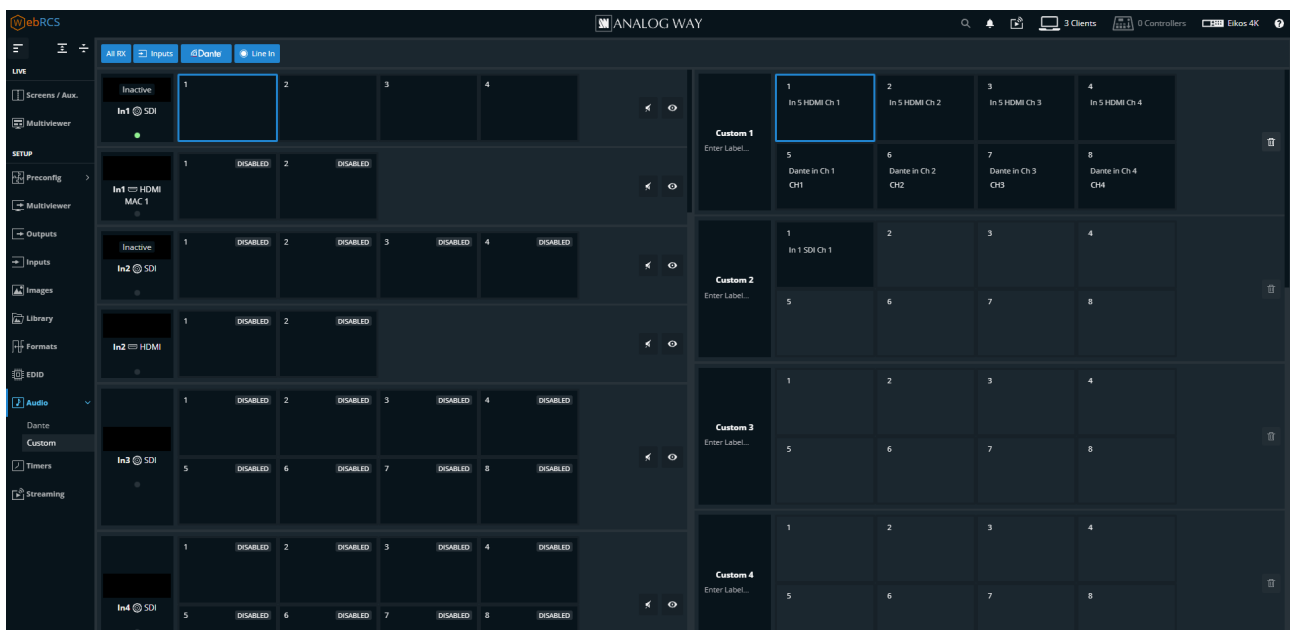 WebRCS
ANALOG WAY
3 Clients
0 Controllers
Eikos 4K
All RX
Inputs
Dante
Line In
LIVE
Screens / Aux.
Multiviewer
SETUP
Preconfig
Multiviewer
Outputs
Inputs
Images
Library
Formats
EDID
Audio
Dante
Custom
Timers
Streaming
Inactive
In1 SDI
1 2 3 4
In1 HDMI
MAC 1
1 DISABLED 2 DISABLED
Inactive
In2 SDI
1 DISABLED 2 DISABLED 3 DISABLED 4 DISABLED
In2 HDMI
1 DISABLED 2 DISABLED
In3 SDI
1 DISABLED 2 DISABLED 3 DISABLED 4 DISABLED
5 DISABLED 6 DISABLED 7 DISABLED 8 DISABLED
In4 SDI
1 DISABLED 2 DISABLED 3 DISABLED 4 DISABLED
5 DISABLED 6 DISABLED 7 DISABLED 8 DISABLED
Custom 1
Enter Label...
1 2 3 4
In 5 HDMI Ch 1 In 5 HDMI Ch 2 In 5 HDMI Ch 3 In 5 HDMI Ch 4
5 6 7 8
Dante in Ch 1 Dante in Ch 2 Dante in Ch 3 Dante in Ch 4
CH1 CH2 CH3 CH4
Custom 2
Enter Label...
1 2 3 4
In 1 SDI Ch 1
5 6 7 8
Custom 3
Enter Label...
1 2 3 4
5 6 7 8
Custom 4
Enter Label...
1 2 3 4
5 6 7 8